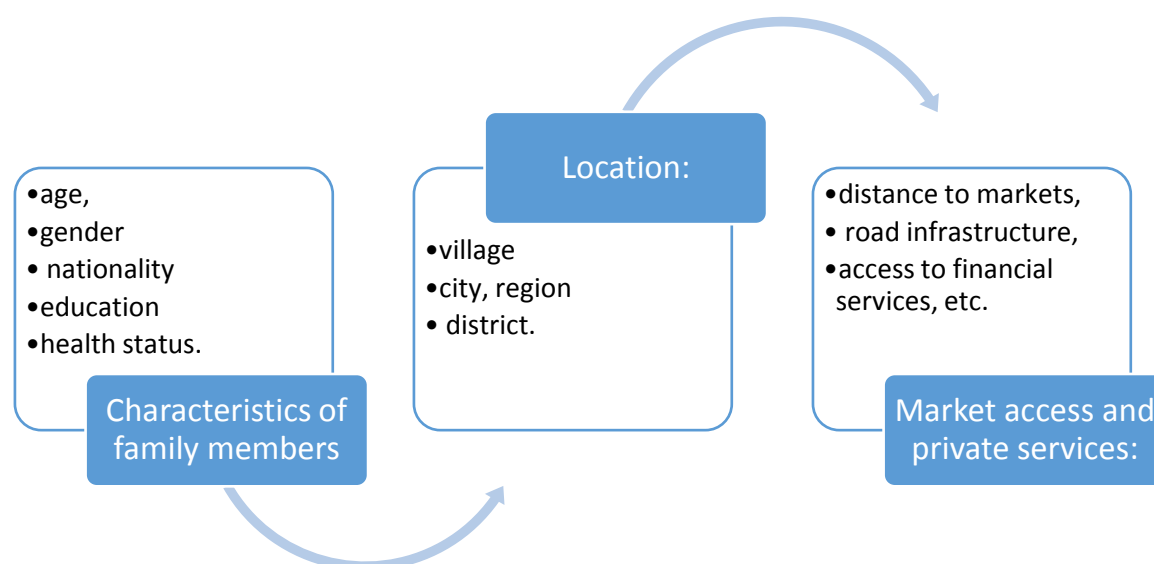 •age,
•gender
• nationality
•education
•health status.
Characteristics of
family members
Location:
•village
•city, region
• district.
•distance to markets,
• road infrastructure,
•access to financial
services, etc.
Market access and
private services: